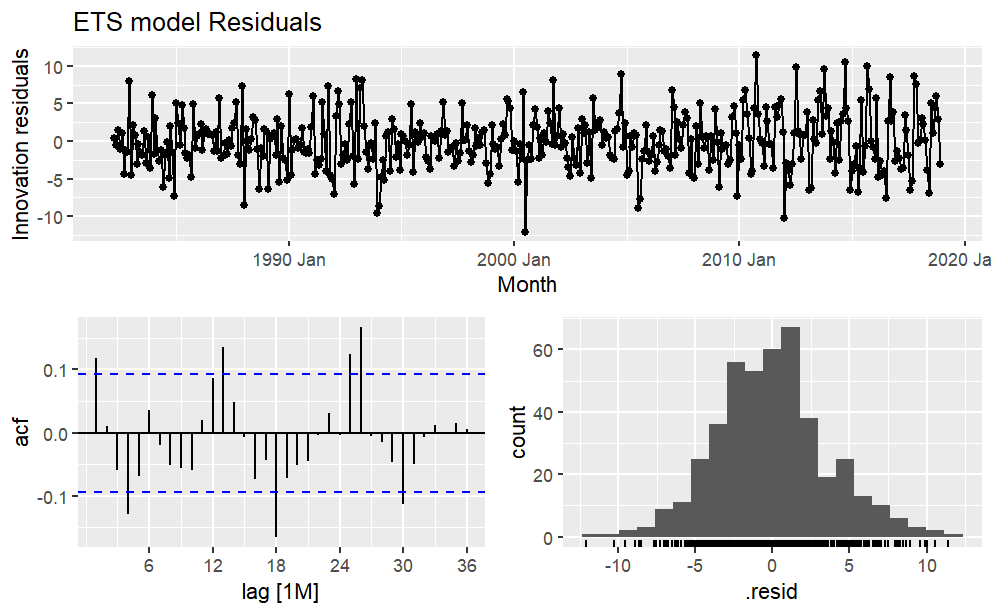 ETS model Residuals
Innovation residuals
10
5
0
-5
-10
1990 Jan
2000 Jan
2010 Jan
2020 Ja
Month
acf
0.1
0.0
-0.1
6
12
18
24
30
36
lag [1M]
count
60
40
20
0
-10
-5
0
5
10
.resid